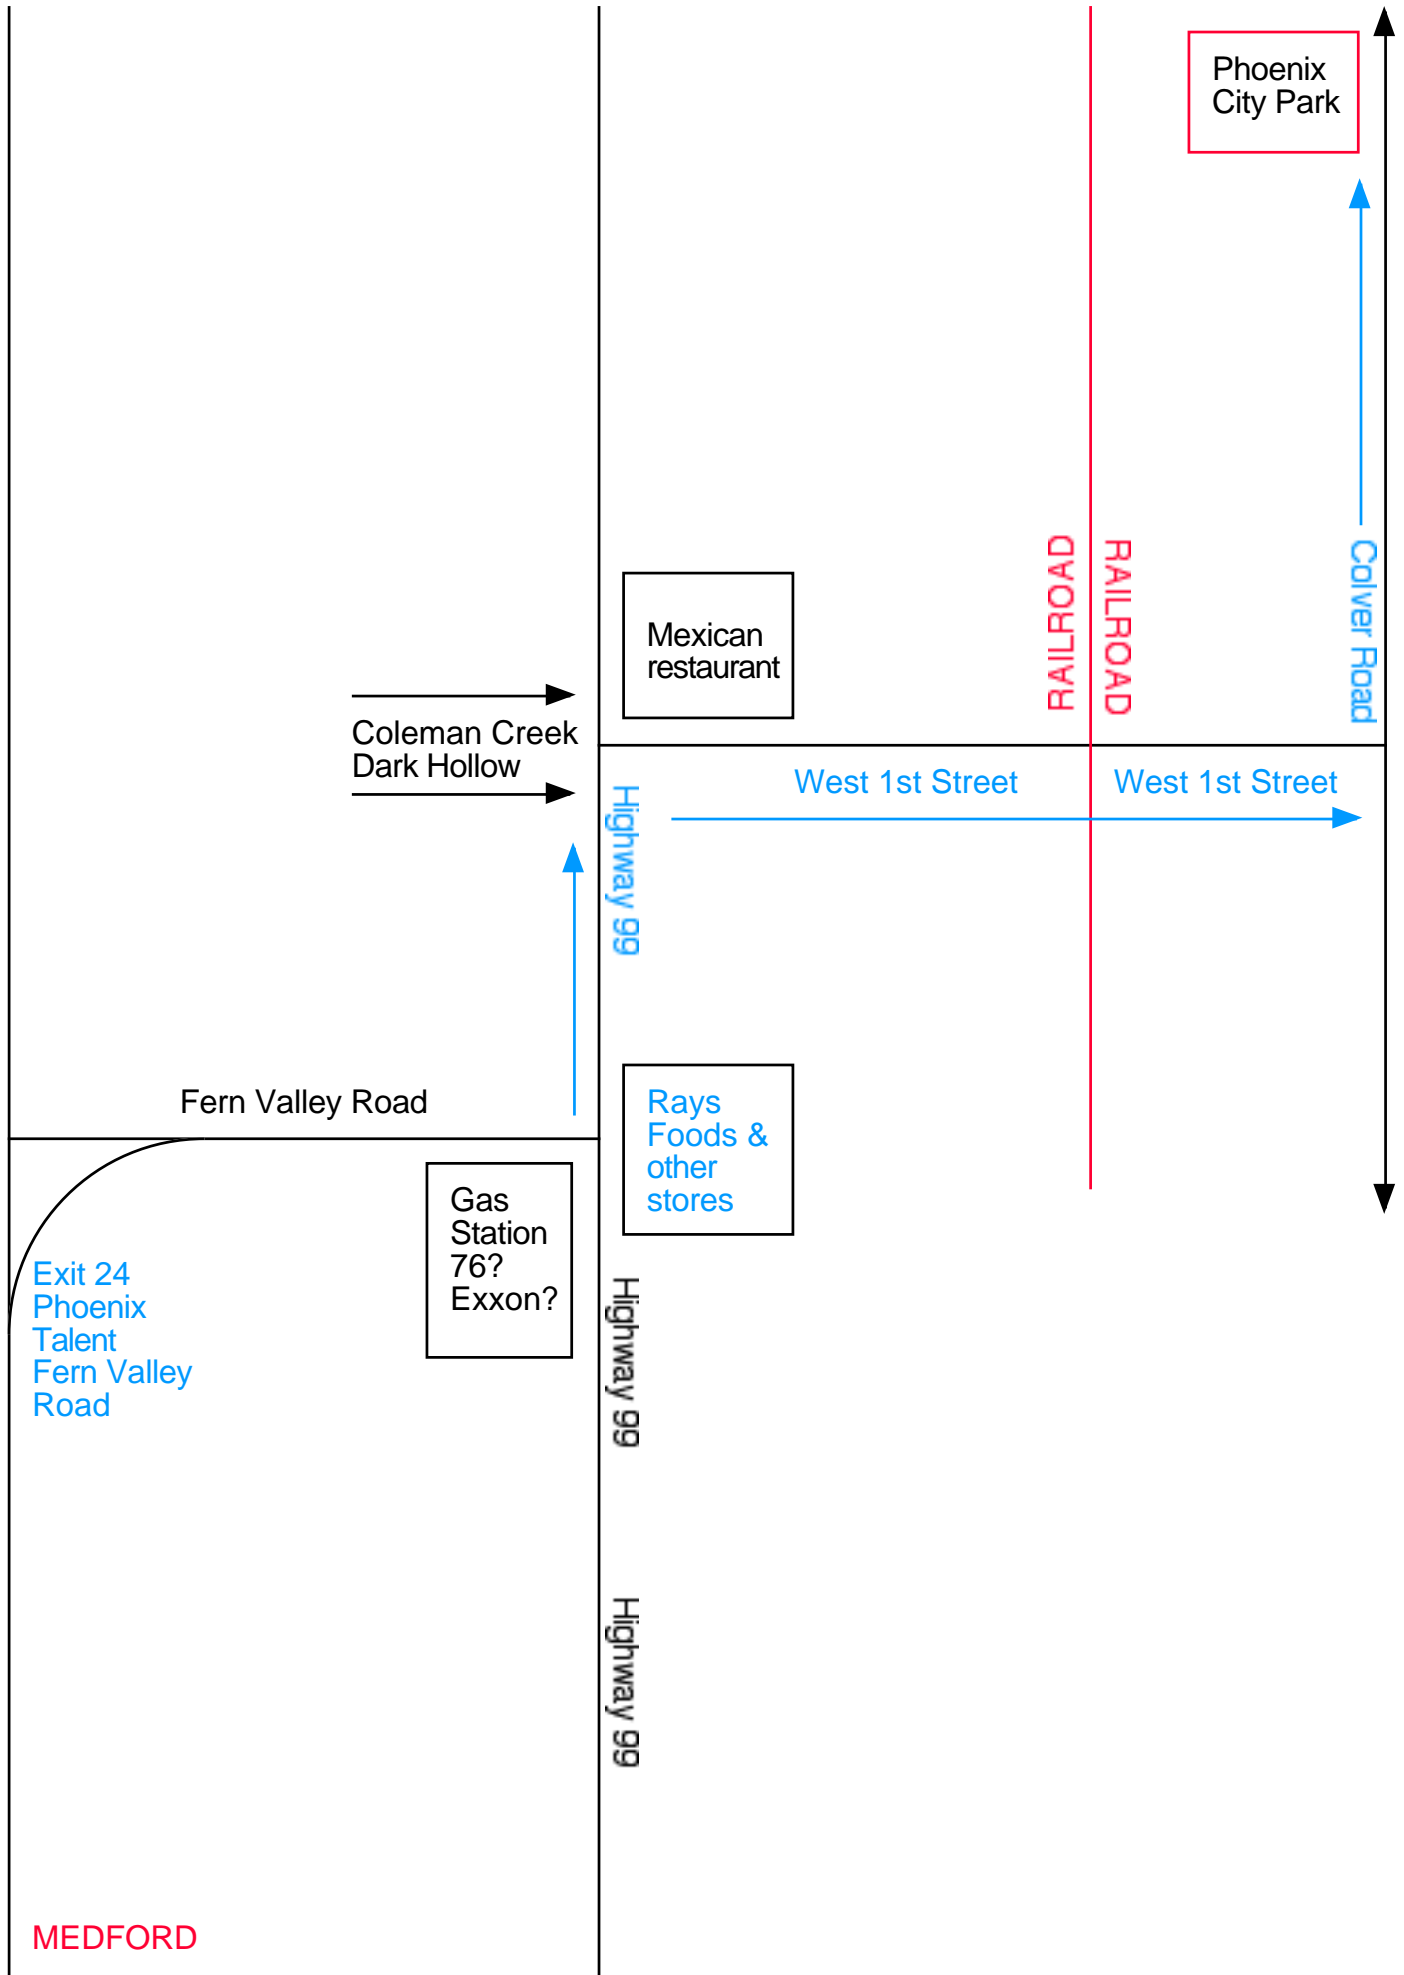 Phoenix
City Park
RAILROAD
RAILROAD
Colver Road
Mexican
restaurant
Coleman Creek
Dark Hollow
West 1st Street
West 1st Street
Highway 99
Fern Valley Road
Rays
Foods &
other
stores
Gas
Station
76?
Exxon?
Exit 24
Phoenix
Talent
Fern Valley
Road
Highway 99
Highway 99
MEDFORD